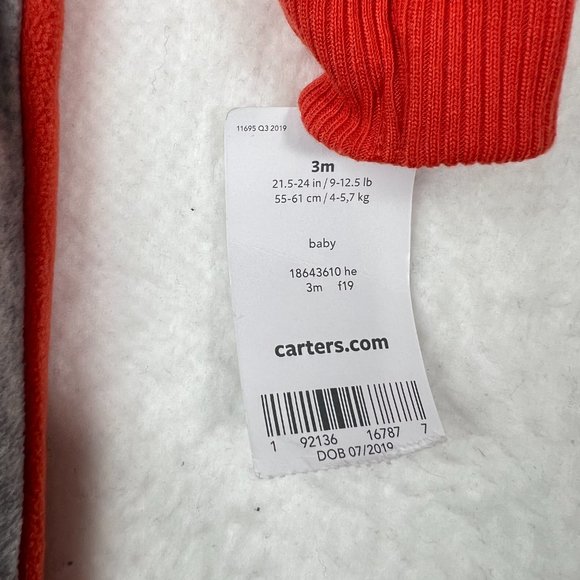 11695 Q3 2019
3m
21.5-24 in / 9-12.5 lb
55-61 cm / 4-5,7 kg
baby
18643610 he
3m f19
carters.com
1 92136 16787 7
DOB 07/2019